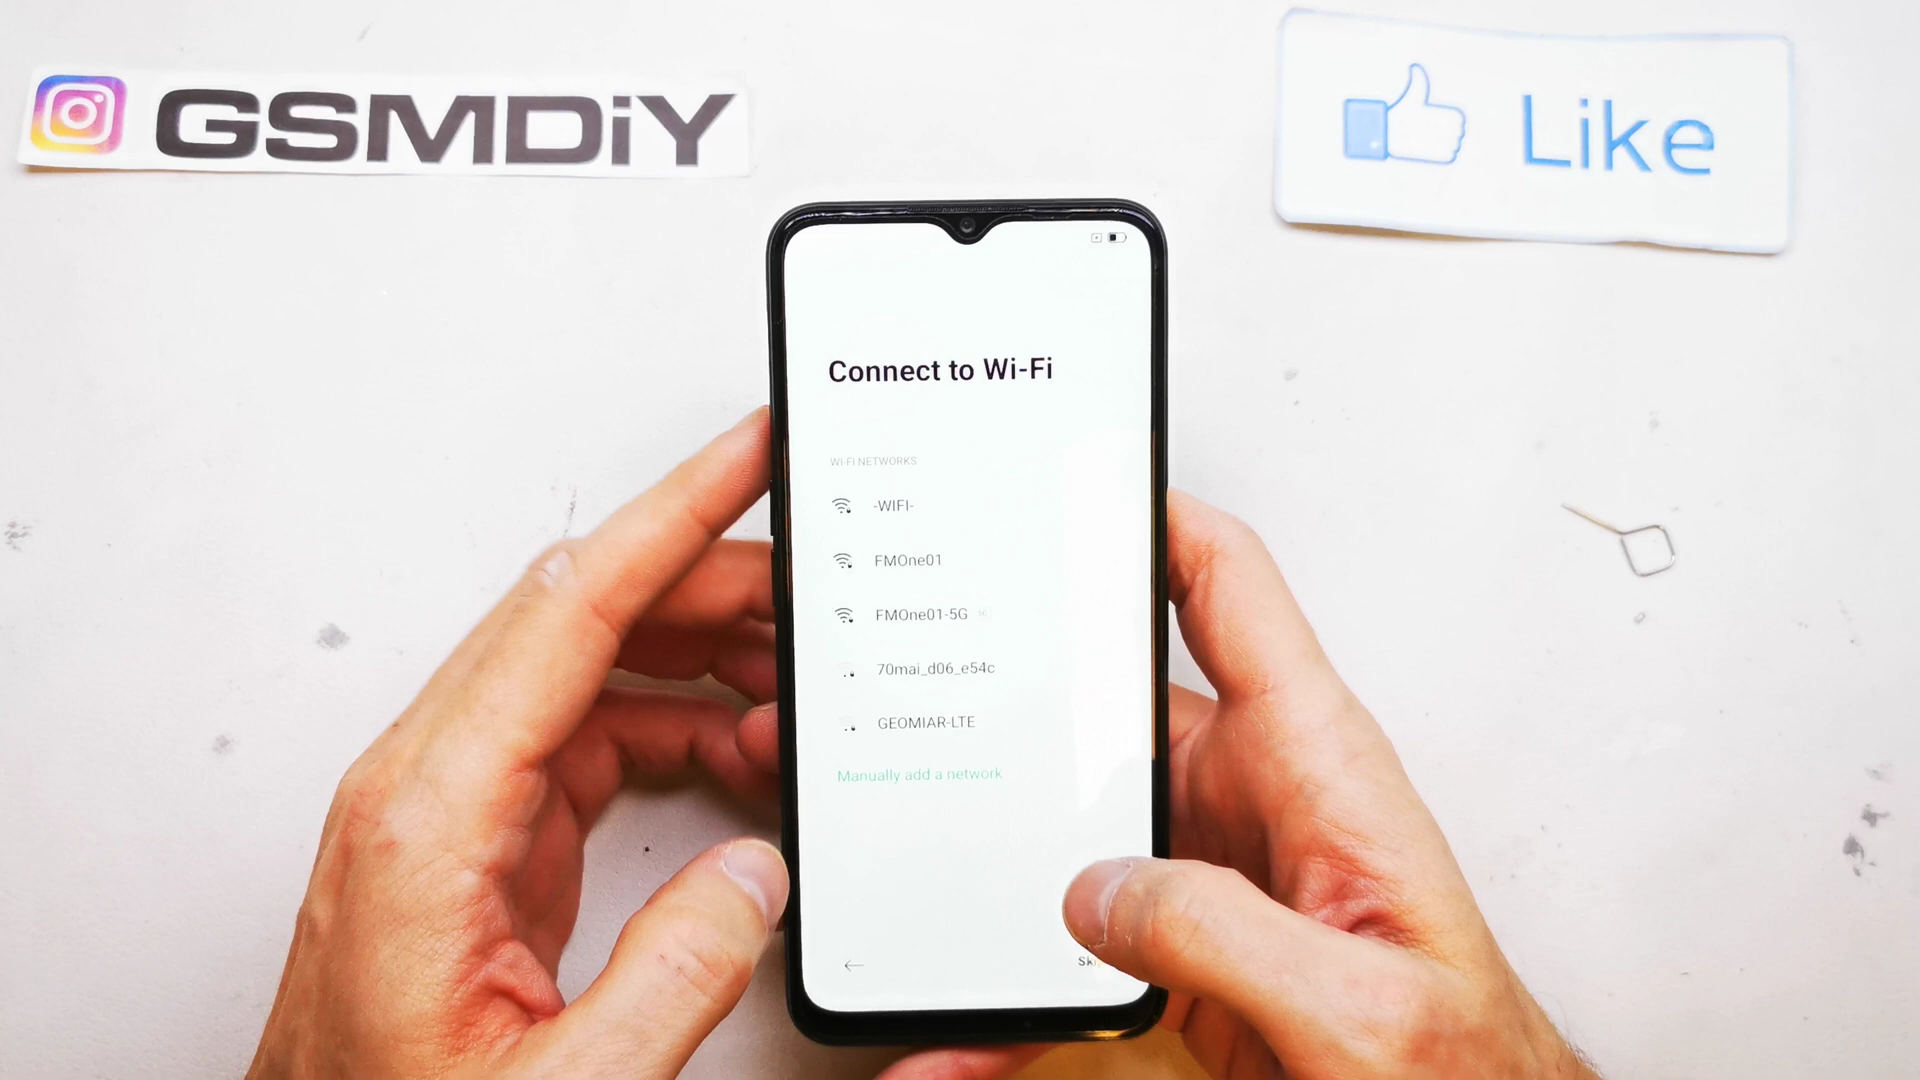 GSMDiY
Like
Connect to Wi-Fi
WI-FI NETWORKS
-WIFI-
FMOne01
FMOne01-5G
70mai_d06_e54c
GEOMIAR-LTE
Manually add a network